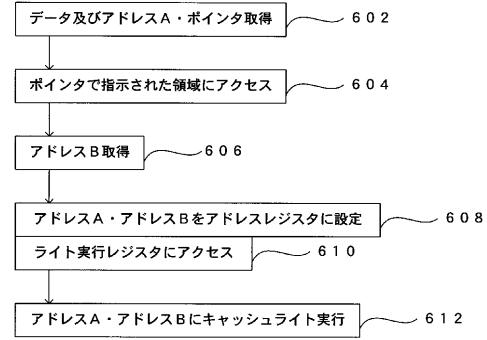 データ及びアドレスA・ポインタ取得 602
ポインタで指示された領域にアクセス 604
アドレスB取得 606
アドレスA・アドレスBをアドレスレジスタに設定 608
ライト実行レジスタにアクセス 610
アドレスA・アドレスBにキャッシュライト実行 612